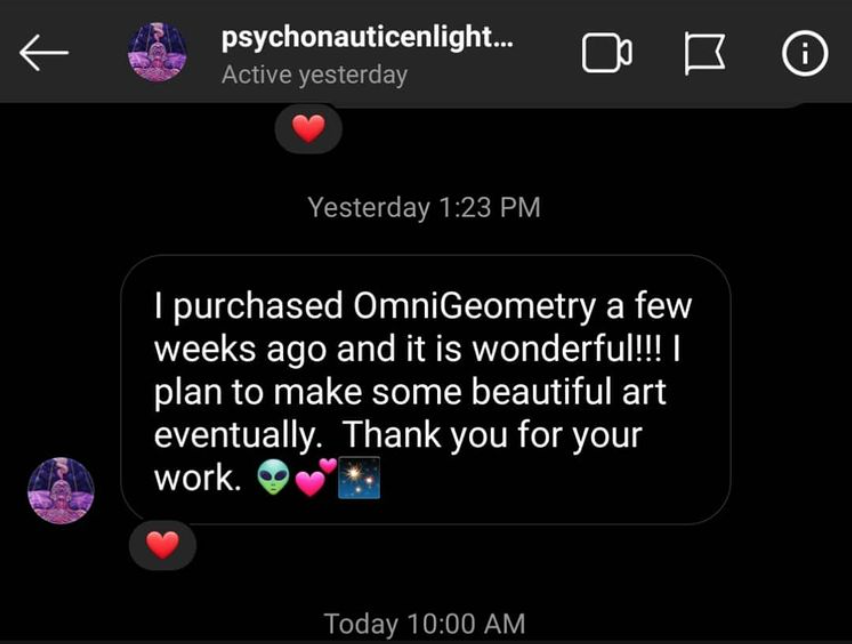 psychonauticenlight...
Active yesterday
Yesterday 1:23 PM
I purchased OmniGeometry a few
weeks ago and it is wonderful!!! I
plan to make some beautiful art
eventually.  Thank you for your
work. 👽💕🎇
Today 10:00 AM